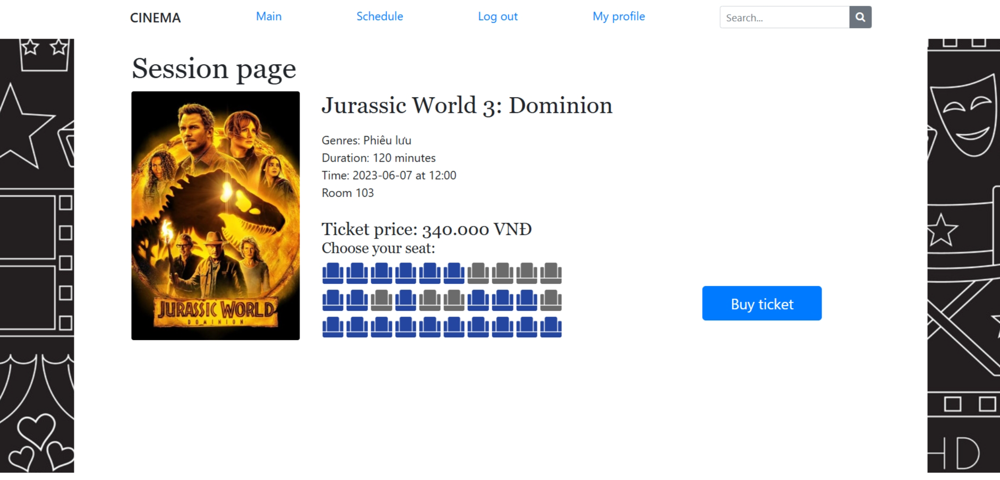 CINEMA
Main
Schedule
Log out
My profile
Search...
Session page
Jurassic World 3: Dominion
Genres: Phiêu lưu
Duration: 120 minutes
Time: 2023-06-07 at 12:00
Room 103
Ticket price: 340.000 VNĐ
Choose your seat:
Buy ticket
JURASSIC WORLD
DOMINION
HD